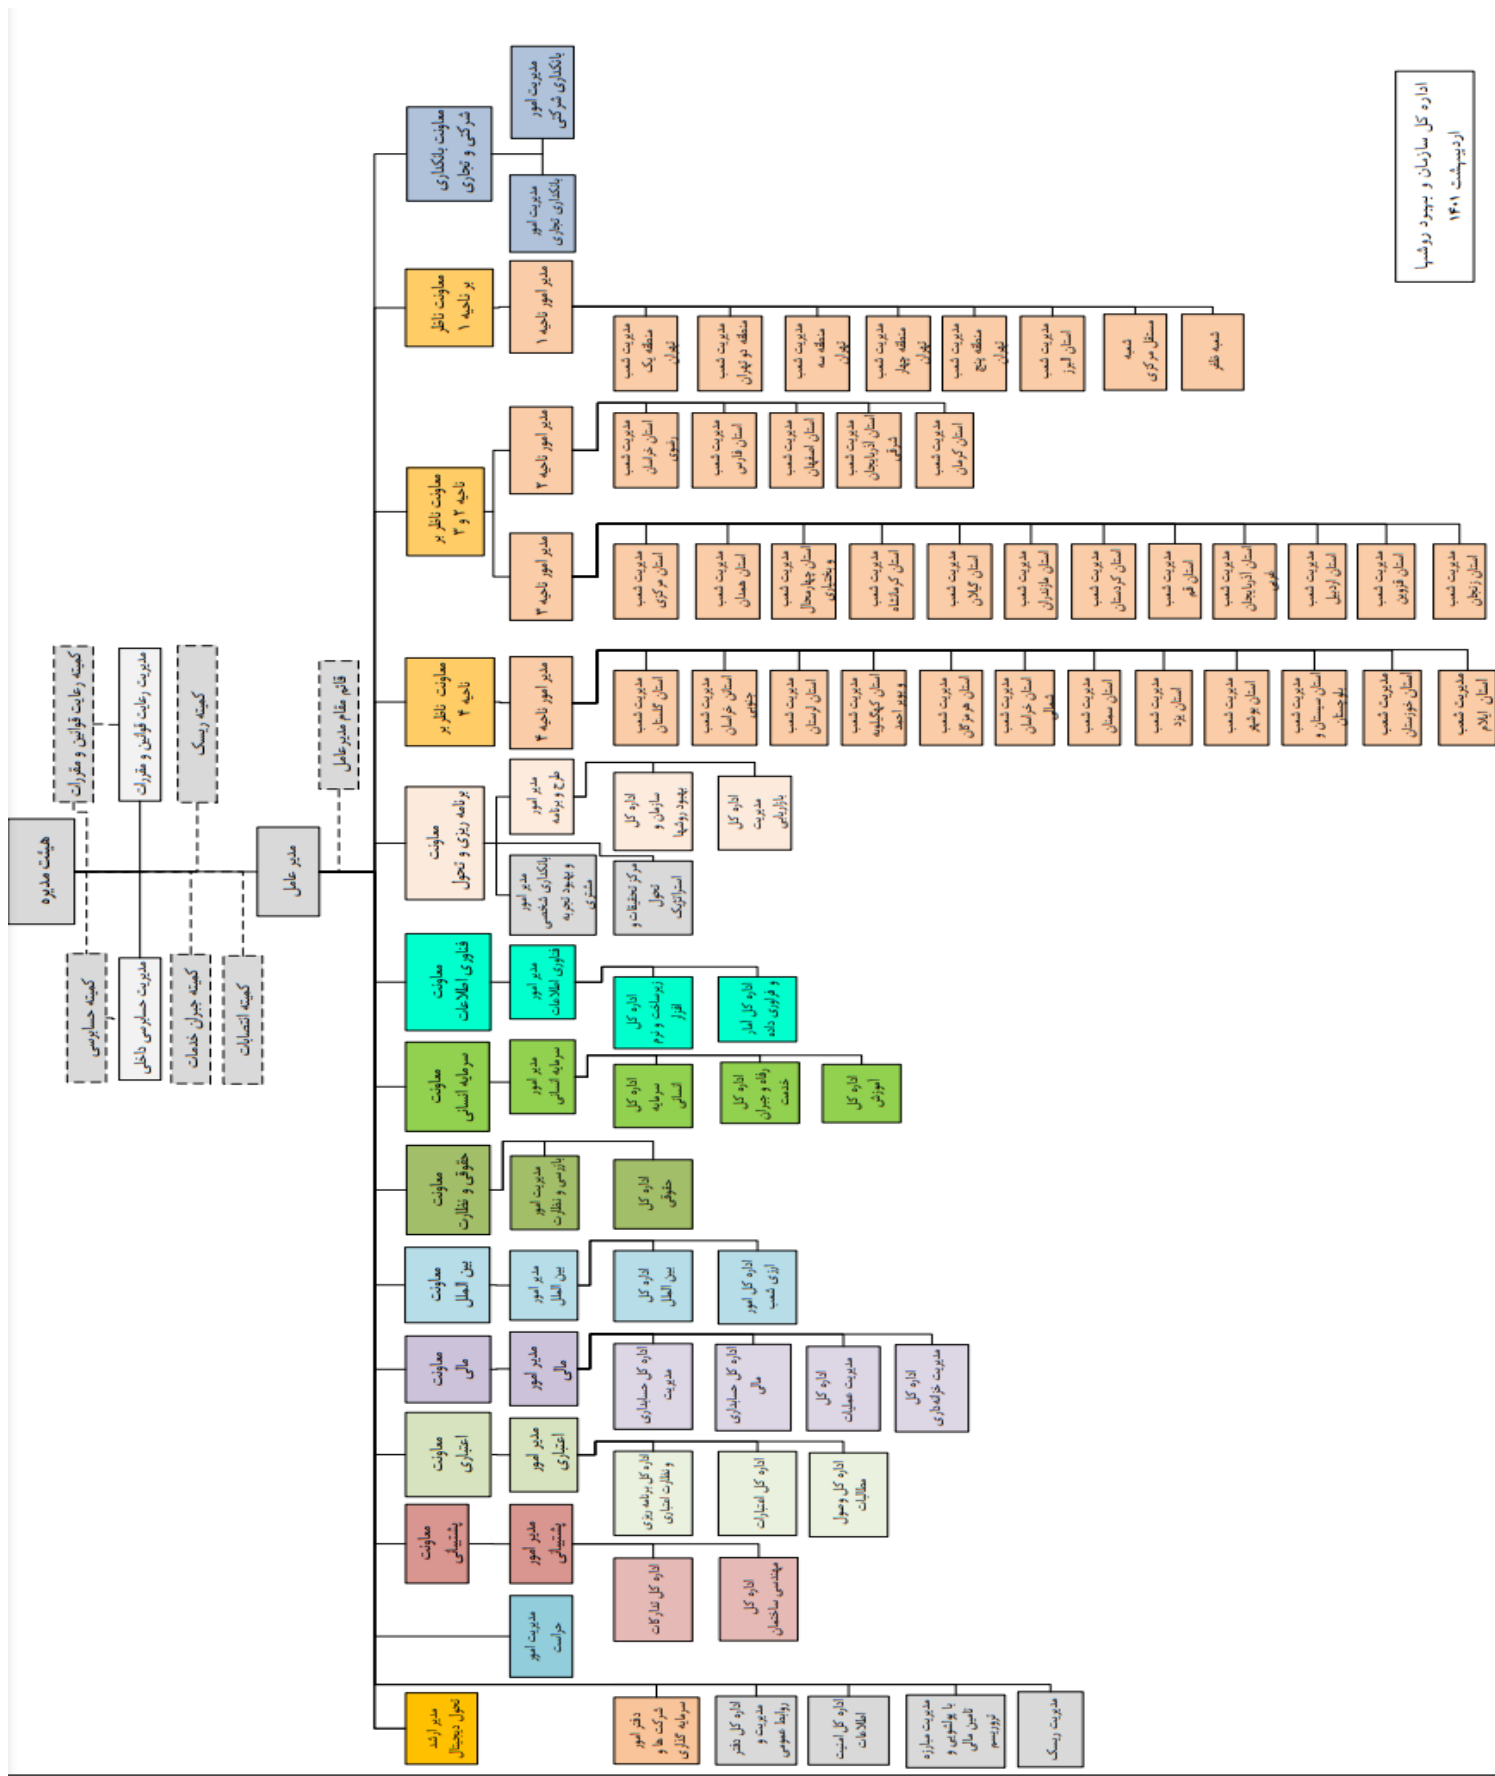 هیئت مدیره
کمیته رعایت قوانین و مقررات
مدیریت رعایت قوانین و مقررات
کمیته ریسک
کمیته حسابرسی
مدیریت حسابرسی داخلی
کمیته جبران خدمات
کمیته انتصابات
مدیر عامل
قائم مقام مدیرعامل
معاونت بانکداری
شرکتی و تجاری
مدیریت امور
بانکداری شرکتی
مدیریت امور
بانکداری تجاری
معاونت ناظر
بر ناحیه ۱
مدیر امور ناحیه ۱
مدیریت شعب
منطقه یک
تهران
مدیریت شعب
منطقه دو تهران
مدیریت شعب
منطقه سه
تهران
مدیریت شعب
منطقه چهار
تهران
مدیریت شعب
منطقه پنج
تهران
مدیریت شعب
استان البرز
شعبه
مستقل مرکزی
شعبه ظفر
معاونت ناظر بر
ناحیه ۲ و ۳
مدیر امور ناحیه ۲
مدیریت شعب
استان خراسان
رضوی
مدیریت شعب
استان فارس
مدیریت شعب
استان اصفهان
مدیریت شعب
استان آذربایجان
شرقی
مدیریت شعب
استان کرمان
مدیر امور ناحیه ۳
مدیریت شعب
استان مرکزی
مدیریت شعب
استان همدان
مدیریت شعب
استان چهارمحال
و بختیاری
مدیریت شعب
استان کرمانشاه
مدیریت شعب
استان گیلان
مدیریت شعب
استان مازندران
مدیریت شعب
استان کردستان
مدیریت شعب
استان قم
مدیریت شعب
استان آذربایجان
غربی
مدیریت شعب
استان اردبیل
مدیریت شعب
استان قزوین
مدیریت شعب
استان زنجان
معاونت ناظر بر
ناحیه ۴
مدیر امور ناحیه ۴
مدیریت شعب
استان گلستان
مدیریت شعب
استانی خراسان
جنوبی
مدیریت شعب
استان لرستان
مدیریت شعب
استان کهگیلویه
و بویر احمد
مدیریت شعب
استان هرمزگان
مدیریت شعب
استان خراسان
شمالی
مدیریت شعب
استان سمنان
مدیریت شعب
استان یزد
مدیریت شعب
استان بوشهر
مدیریت شعب
استان سیستان و
بلوچستان
مدیریت شعب
استان خوزستان
مدیریت شعب
استان ایلام
معاونت
برنامه ریزی و تحول
مدیر امور
طرح و برنامه
اداره کل
سازمان و
بهبود روشها
اداره کل
مدیریت
بازاریابی
مدیر امور
بانکداری شخصی
و بهبود تجربه
مشتری
مرکز تحقیقات و
تحول
استراتژیک
معاونت
فناوری اطلاعات
مدیر امور
فناوری اطلاعات
اداره کل
زیرساخت و نرم
افزار
اداره کل آمار
و فراوری داده
معاونت
سرمایه انسانی
مدیر امور
سرمایه انسانی
اداره کل
سرمایه
انسانی
اداره کل
رفاه و جبران
خدمت
اداره کل
آموزش
معاونت
حقوقی و نظارت
مدیریت امور
بازرسی و نظارت
اداره کل
حقوقی
معاونت
بین الملل
مدیر امور
بین الملل
اداره کل
بین الملل
اداره کل امور
ارزی شعب
معاونت
مالی
مدیر امور
مالی
اداره کل حسابداری
مدیریت
اداره کل حسابداری
مالی
اداره کل
مدیریت عملیات
اداره کل
مدیریت خزانه‌داری
معاونت
اعتباری
مدیر امور
اعتباری
اداره کل برنامه ریزی
و نظارت اعتباری
اداره کل اعتبارات
اداره کل وصول
مطالبات
معاونت
پشتیبانی
مدیر امور
پشتیبانی
اداره کل تدارکات
اداره کل
مهندسی ساختمان
مدیریت امور
حراست
مدیر ارشد
تحول دیجیتال
دفتر امور
شرکت ها و
سرمایه گذاری
اداره کل دفتر
مدیریت و
روابط عمومی
اداره کل امنیت
اطلاعات
مدیریت مبارزه
با پولشویی و
تامین مالی
تروریسم
مدیریت ریسک
اداره کل سازمان و بهبود روشها
اردیبهشت ۱۴۰۱